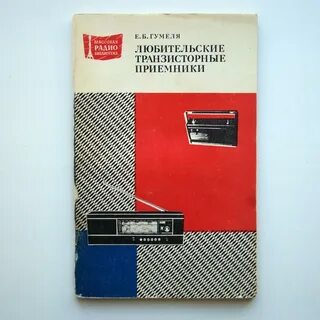 МАССОВАЯ
РАДИО
БИБЛИОТЕКА
Е.Б.ГУМЕЛЯ
ЛЮБИТЕЛЬСКИЕ
ТРАНЗИСТОРНЫЕ
ПРИЕМНИКИ